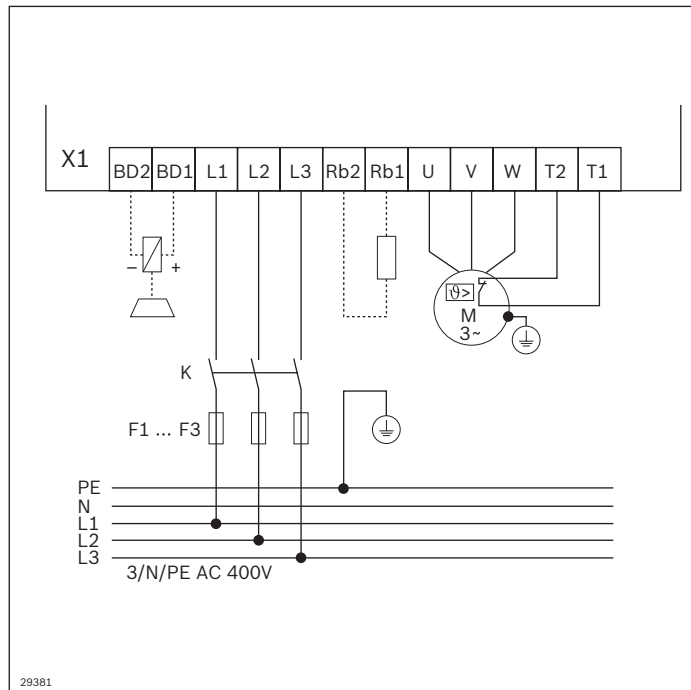 X1
BD2 BD1 L1 L2 L3 Rb2 Rb1 U V W T2 T1
– +
ϑ>
M
3~
K
F1 ... F3
PE
N
L1
L2
L3
3/N/PE AC 400V
29381